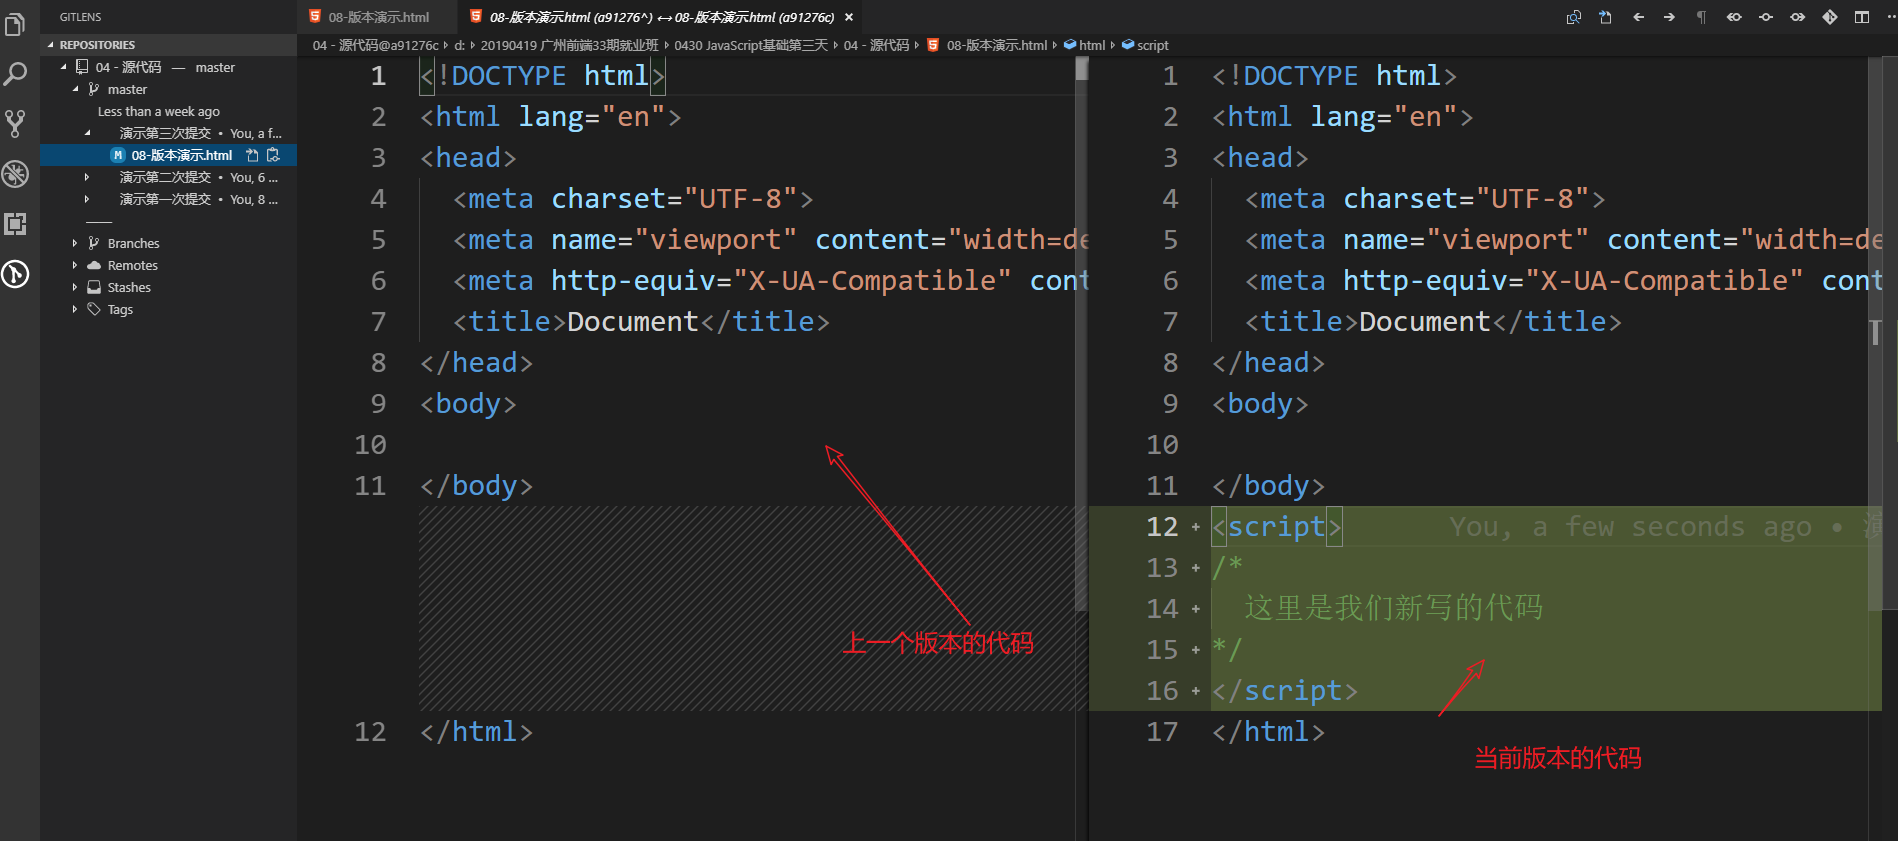 GITLENS
REPOSITORIES
04 - 源代码 — master
master
Less than a week ago
演示第三次提交 • You, a f...
M 08-版本演示.html
演示第二次提交 • You, 6 ...
演示第一次提交 • You, 8 ...
Branches
Remotes
Stashes
Tags
08-版本演示.html
08-版本演示.html (a91276^) ⟷ 08-版本演示.html (a91276c) ×
04 - 源代码@a91276c › d: › 20190419 广州前端33期就业班 › 0430 JavaScript基础第三天 › 04 - 源代码 › 08-版本演示.html › html › script
1 <!DOCTYPE html>
2 <html lang="en">
3 <head>
4 <meta charset="UTF-8">
5 <meta name="viewport" content="width=de
6 <meta http-equiv="X-UA-Compatible" cont
7 <title>Document</title>
8 </head>
9 <body>
10
11 </body>
12 </html>
上一个版本的代码
1 <!DOCTYPE html>
2 <html lang="en">
3 <head>
4 <meta charset="UTF-8">
5 <meta name="viewport" content="width=de
6 <meta http-equiv="X-UA-Compatible" cont
7 <title>Document</title>
8 </head>
9 <body>
10
11 </body>
12 + <script> You, a few seconds ago • 演
13 + /*
14 + 这里是我们新写的代码
15 + */
16 + </script>
17 </html>
当前版本的代码